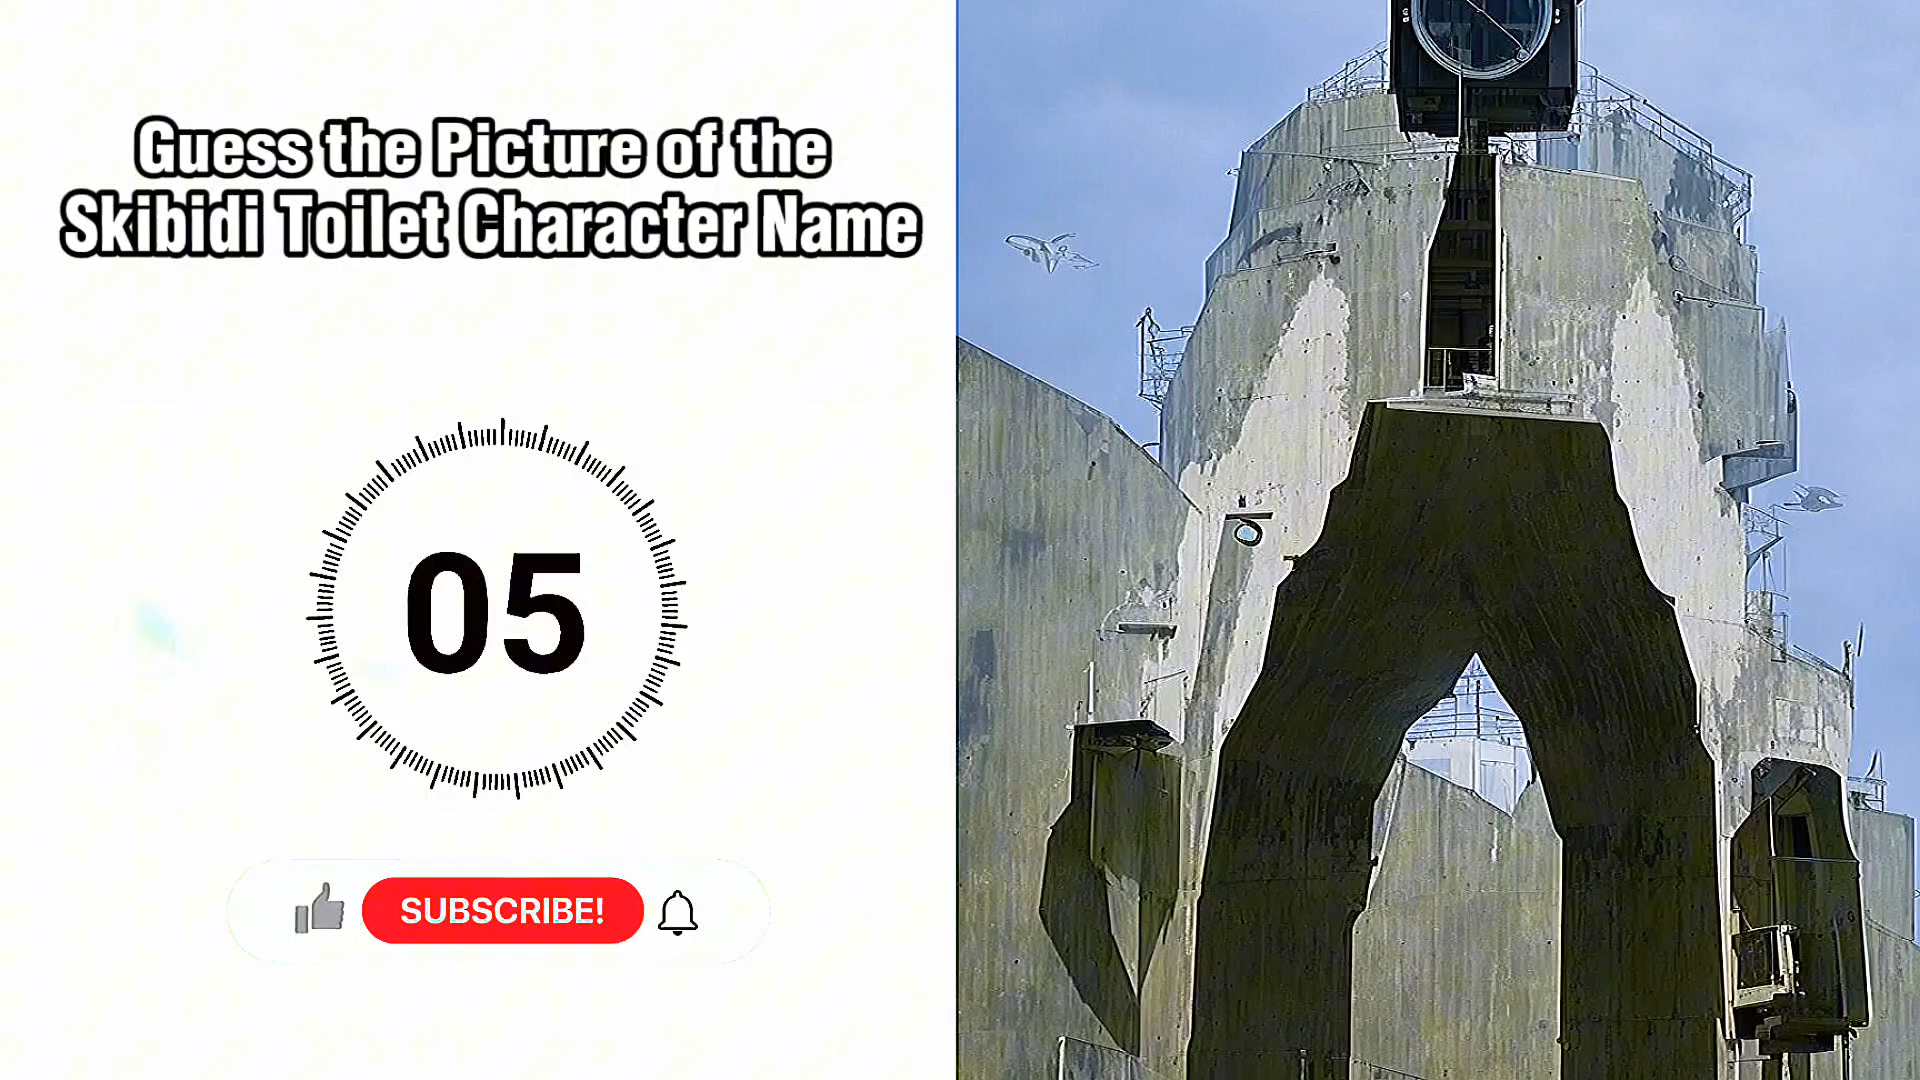 Guess the Picture of the
Skibidi Toilet Character Name
05
SUBSCRIBE!